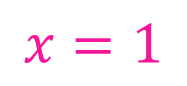 x = 1